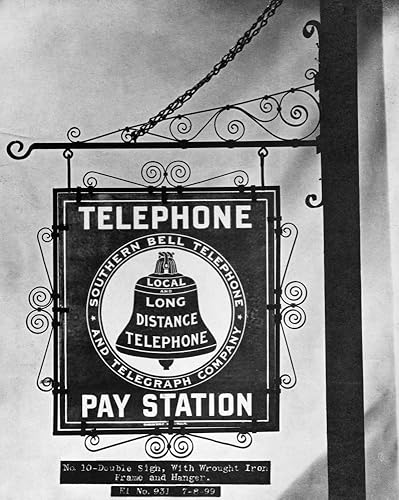 TELEPHONE
SOUTHERN BELL TELEPHONE
AND TELEGRAPH COMPANY
LOCAL
AND
LONG
DISTANCE
TELEPHONE
PAY STATION
No. 10-Double Sign, With Wrought Iron
Frame and Hanger.
El No. 931 7-8-99